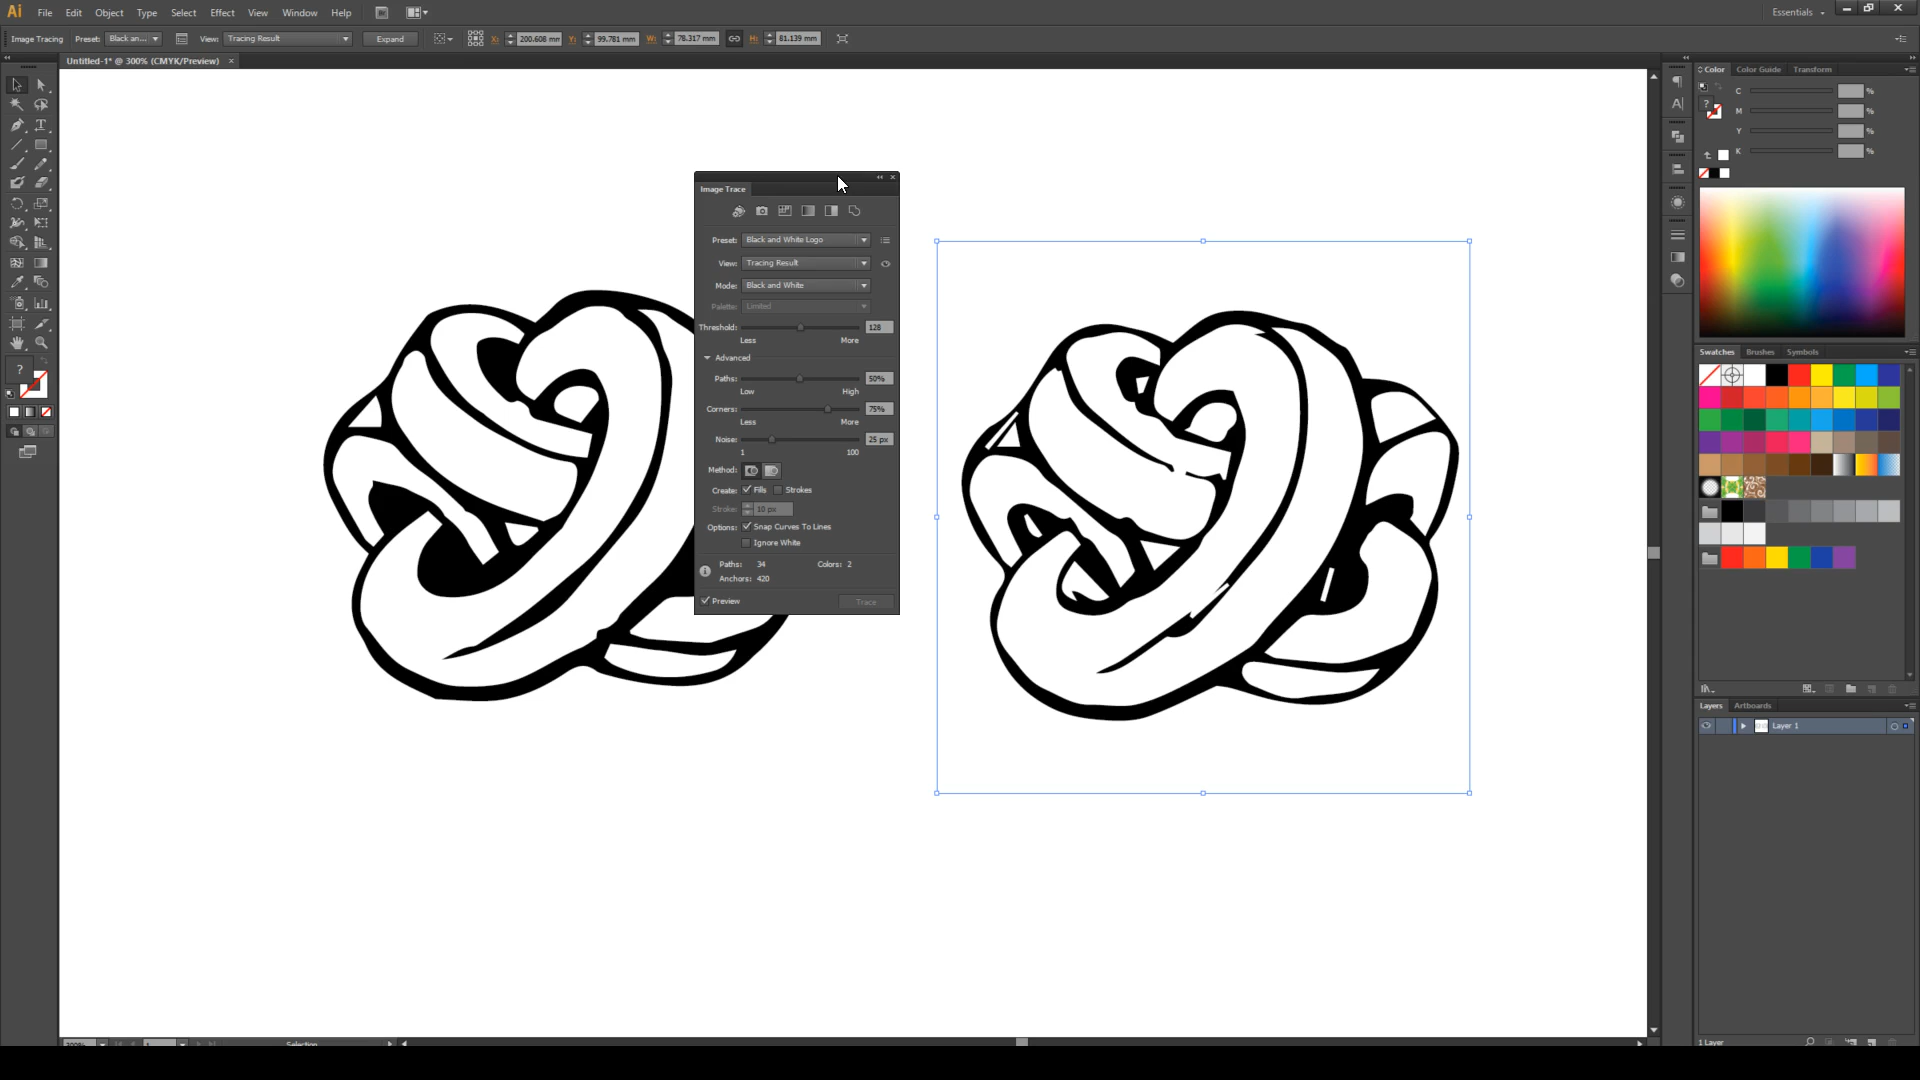 Ai File Edit Object Type Select Effect View Window Help Essentials
Image Tracing Preset: Black an... View: Tracing Result Expand X: 200.608 mm Y: 99.781 mm W: 78.317 mm H: 81.139 mm
Untitled-1* @ 300% (CMYK/Preview)
Color Color Guide Transform
C %
M %
Y %
K %
Image Trace
Preset: Black and White Logo
View: Tracing Result
Mode: Black and White
Palette: Limited
Threshold: 128
Less More
Advanced
Paths: 50%
Low High
Corners: 75%
Less More
Noise: 25 px
1 100
Method:
Create: Fills Strokes
Stroke: 10 px
Options: Snap Curves To Lines
Ignore White
Paths: 34 Colors: 2
Anchors: 420
Preview Trace
Swatches Brushes Symbols
Layers Artboards
Layer 1
1 Layer
300% 1 Selection